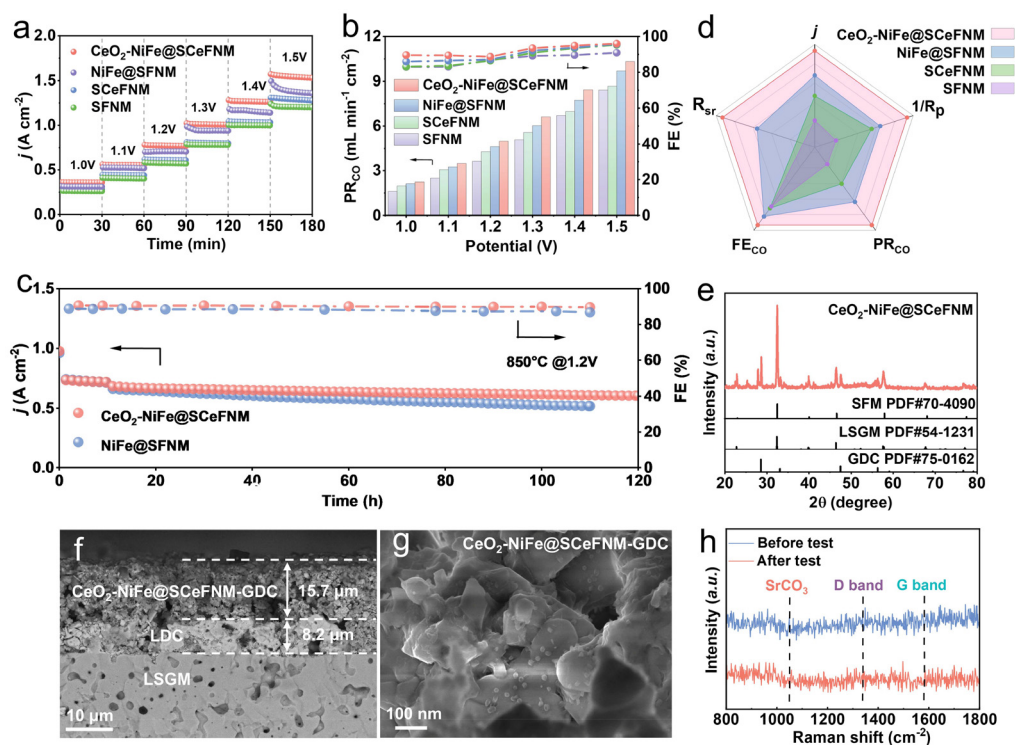 a
j (A cm⁻²)
2.0
1.5
1.0
0.5
0.0
CeO₂-NiFe@SCeFNM
NiFe@SFNM
SCeFNM
SFNM
1.0V
1.1V
1.2V
1.3V
1.4V
1.5V
0 30 60 90 120 150 180
Time (min)
b
PR_CO (mL min⁻¹ cm⁻²)
12
9
6
3
0
CeO₂-NiFe@SCeFNM
NiFe@SFNM
SCeFNM
SFNM
1.0 1.1 1.2 1.3 1.4 1.5
Potential (V)
100
80
60
40
20
0
FE (%)
d
j
1/Rₚ
PR_CO
FE_CO
R_sr
CeO₂-NiFe@SCeFNM
NiFe@SFNM
SCeFNM
SFNM
c
j (A cm⁻²)
1.5
1.0
0.5
0.0
850°C @1.2V
CeO₂-NiFe@SCeFNM
NiFe@SFNM
0 20 40 60 80 100 120
Time (h)
100
80
60
40
20
0
FE (%)
e
Intensity (a.u.)
CeO₂-NiFe@SCeFNM
SFM PDF#70-4090
LSGM PDF#54-1231
GDC PDF#75-0162
20 30 40 50 60 70 80
2θ (degree)
f
CeO₂-NiFe@SCeFNM-GDC
15.7 μm
LDC
8.2 μm
LSGM
10 μm
g
CeO₂-NiFe@SCeFNM-GDC
100 nm
h
Intensity (a.u.)
Before test
After test
SrCO₃
D band
G band
800 1000 1200 1400 1600 1800
Raman shift (cm⁻²)